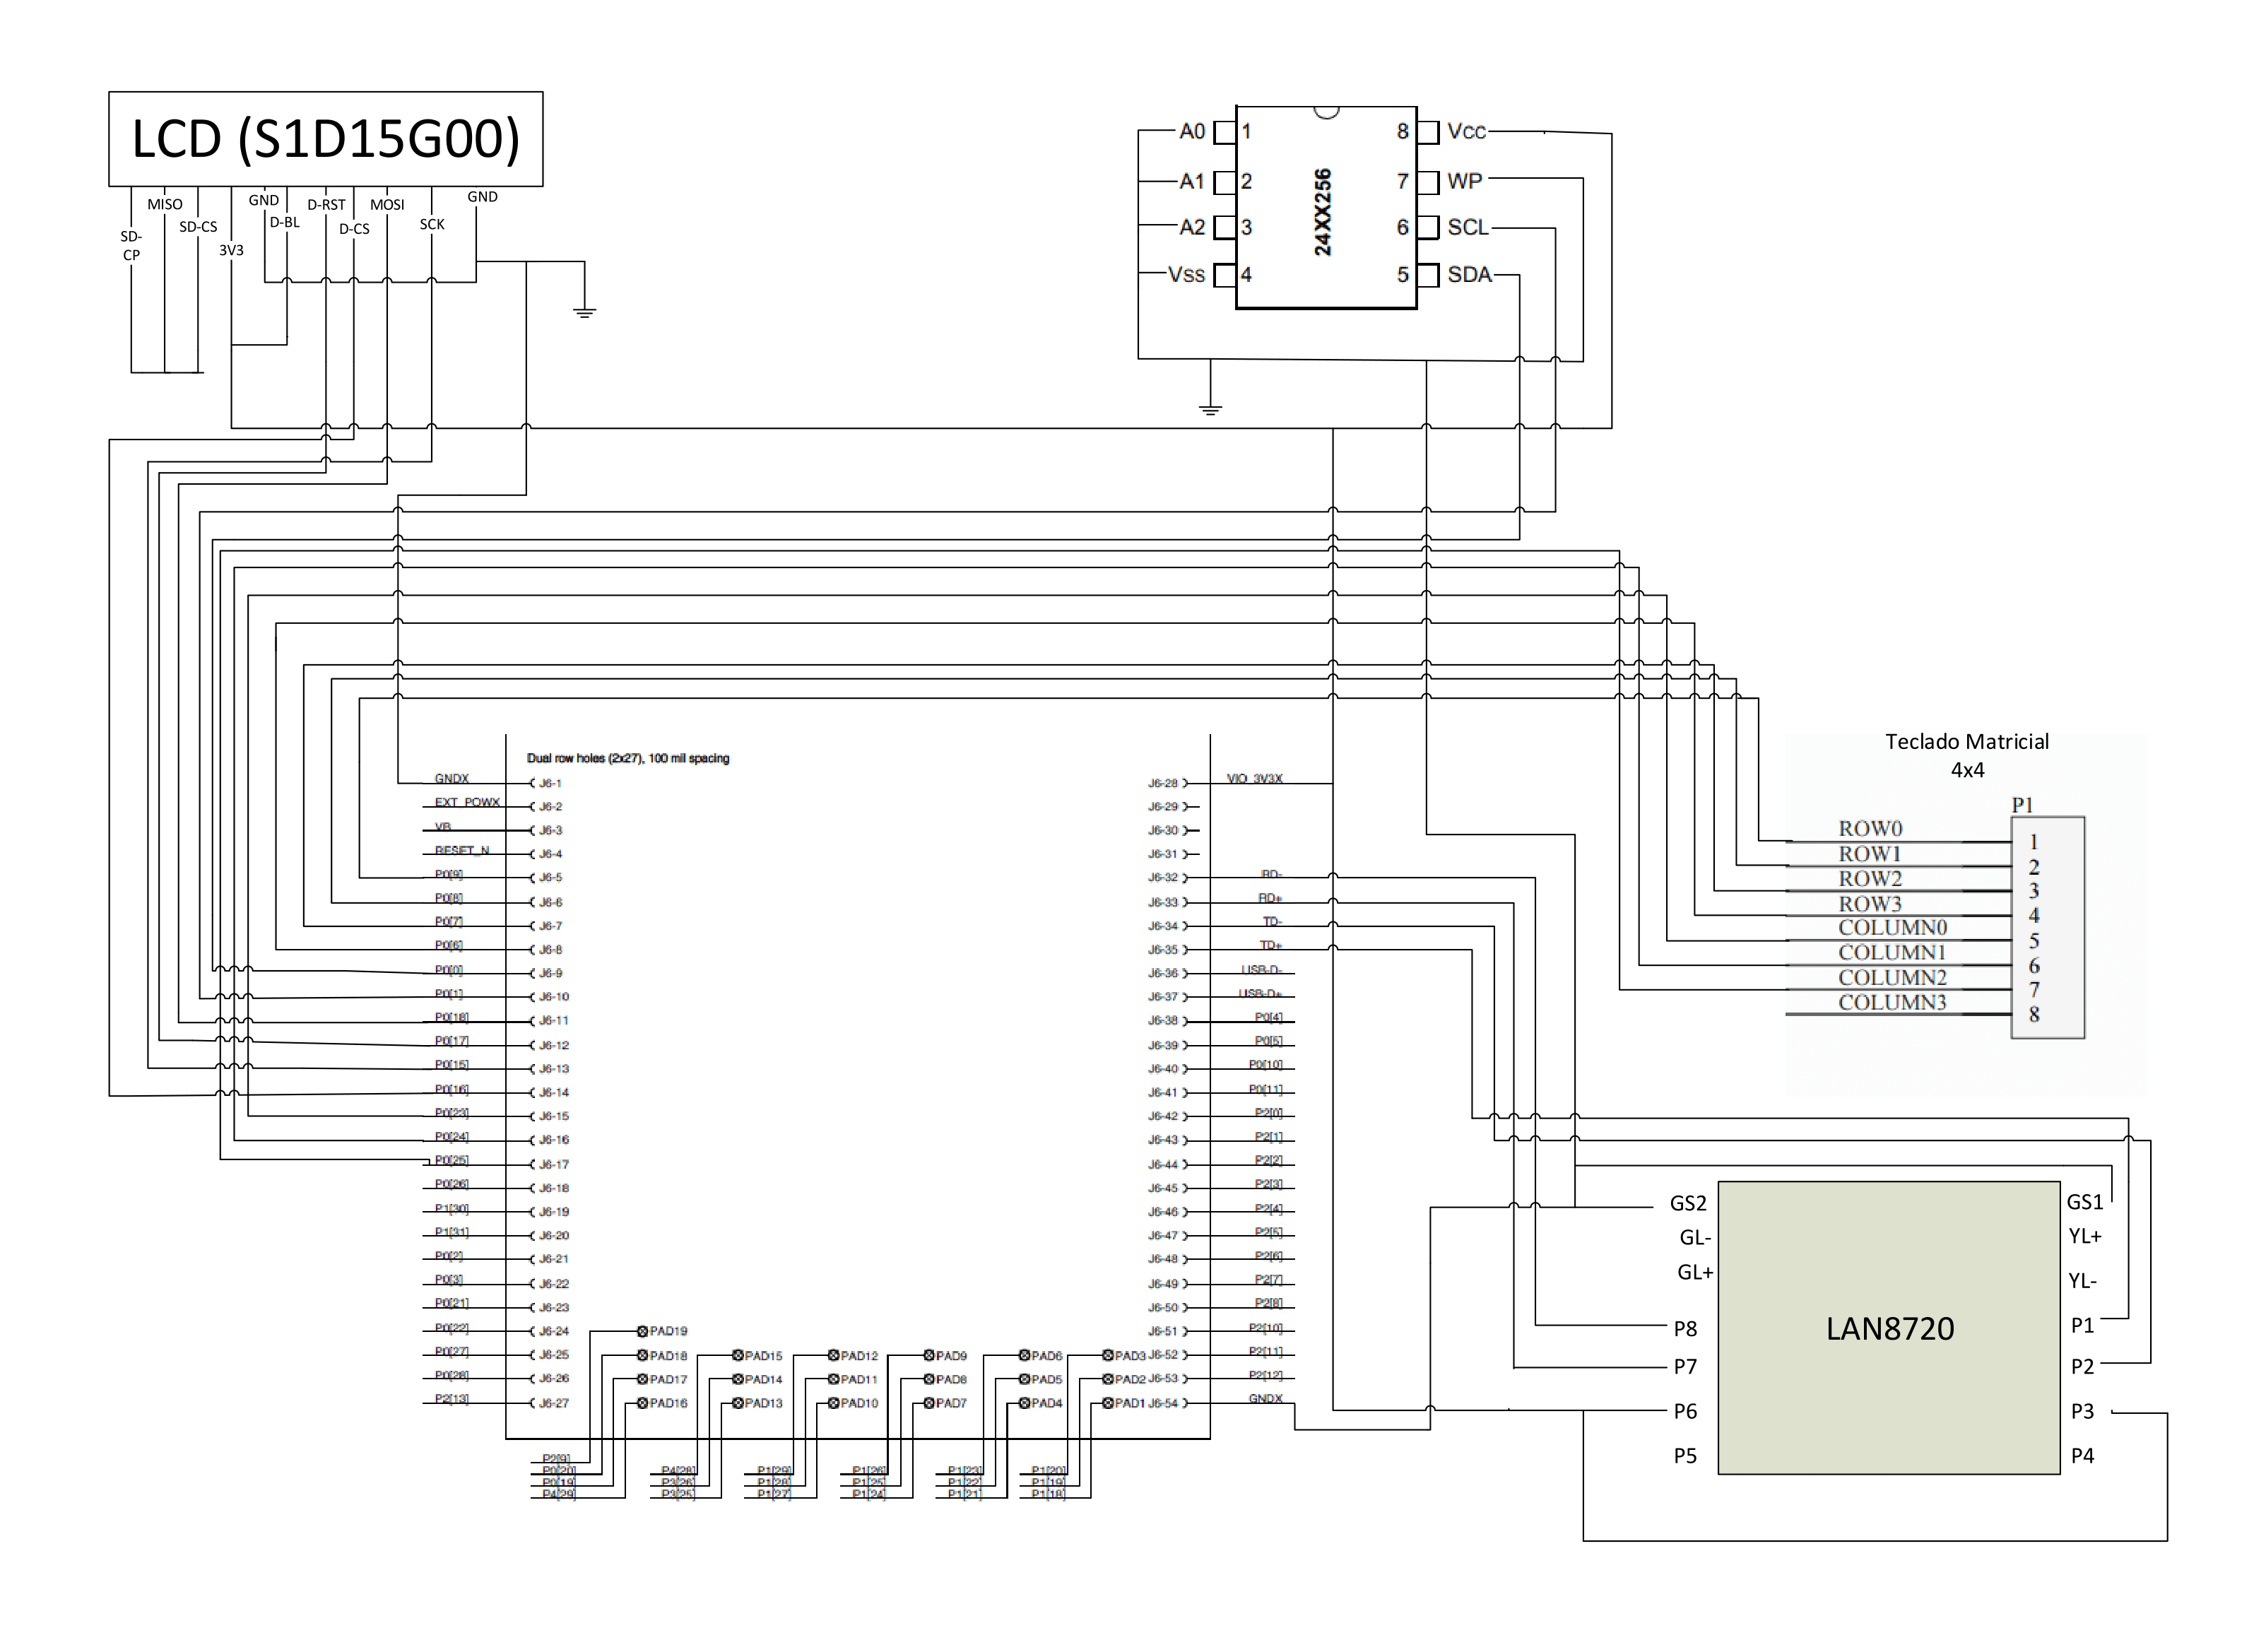 LCD (S1D15G00)
SD-
CP
MISO
SD-CS
3V3
GND
D-BL
D-RST
D-CS
MOSI
SCK
GND
A0 1
A1 2
A2 3
Vss 4
24XX256
8 Vcc
7 WP
6 SCL
5 SDA
Dual row holes (2x27), 100 mil spacing
GNDX J6-1
EXT_POWX J6-2
VB J6-3
RESET_N J6-4
P0[9] J6-5
P0[8] J6-6
P0[7] J6-7
P0[6] J6-8
P0[0] J6-9
P0[1] J6-10
P0[18] J6-11
P0[17] J6-12
P0[15] J6-13
P0[16] J6-14
P0[23] J6-15
P0[24] J6-16
P0[25] J6-17
P0[26] J6-18
P1[30] J6-19
P1[31] J6-20
P0[2] J6-21
P0[3] J6-22
P0[21] J6-23
P0[22] J6-24
P0[27] J6-25
P0[28] J6-26
P2[13] J6-27
J6-28 VIO_3V3X
J6-29
J6-30
J6-31
J6-32 RD-
J6-33 RD+
J6-34 TD-
J6-35 TD+
J6-36 USB-D-
J6-37 USB-D+
J6-38 P0[4]
J6-39 P0[5]
J6-40 P0[10]
J6-41 P0[11]
J6-42 P2[0]
J6-43 P2[1]
J6-44 P2[2]
J6-45 P2[3]
J6-46 P2[4]
J6-47 P2[5]
J6-48 P2[6]
J6-49 P2[7]
J6-50 P2[8]
J6-51 P2[10]
J6-52 P2[11]
J6-53 P2[12]
J6-54 GNDX
PAD19
PAD18 PAD15 PAD12 PAD9 PAD6 PAD3
PAD17 PAD14 PAD11 PAD8 PAD5 PAD2
PAD16 PAD13 PAD10 PAD7 PAD4 PAD1
P2[9]
P0[20] P4[28] P1[29] P1[26] P1[23] P1[20]
P0[19] P3[26] P1[28] P1[25] P1[22] P1[19]
P4[29] P3[25] P1[27] P1[24] P1[21] P1[18]
Teclado Matricial
4x4
P1
ROW0 1
ROW1 2
ROW2 3
ROW3 4
COLUMN0 5
COLUMN1 6
COLUMN2 7
COLUMN3 8
LAN8720
GS2
GL-
GL+
P8
P7
P6
P5
GS1
YL+
YL-
P1
P2
P3
P4